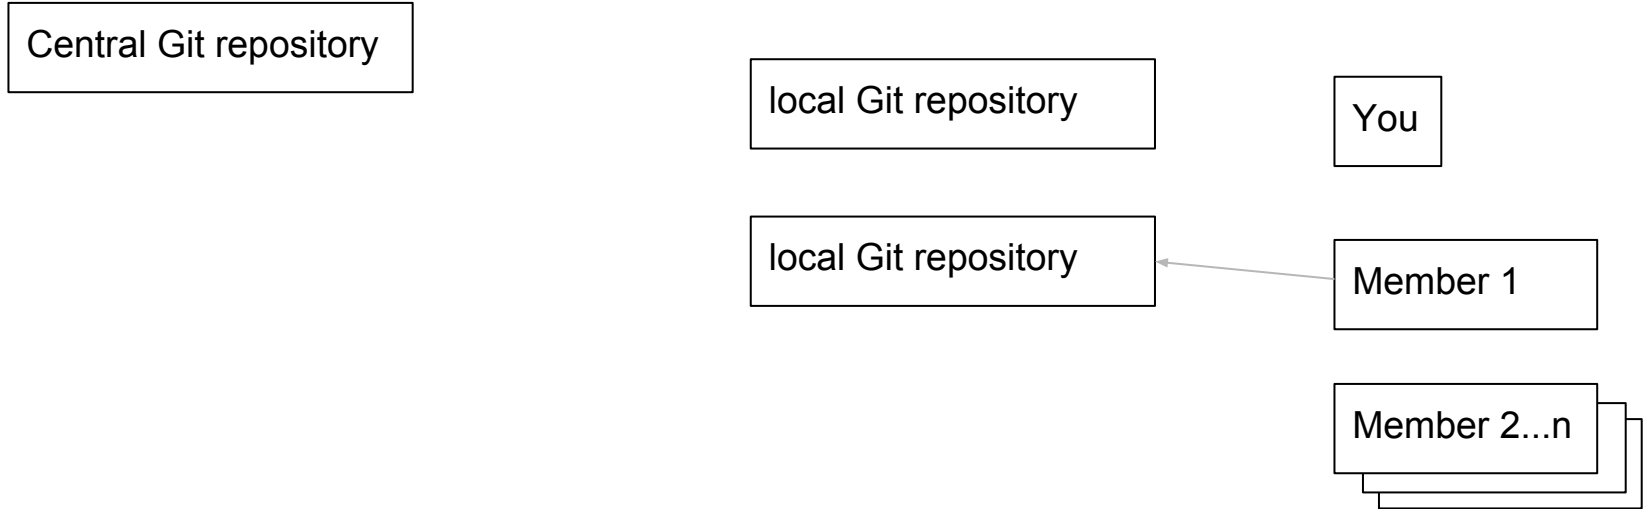 Central Git repository
local Git repository
You
local Git repository
Member 1
Member 2...n